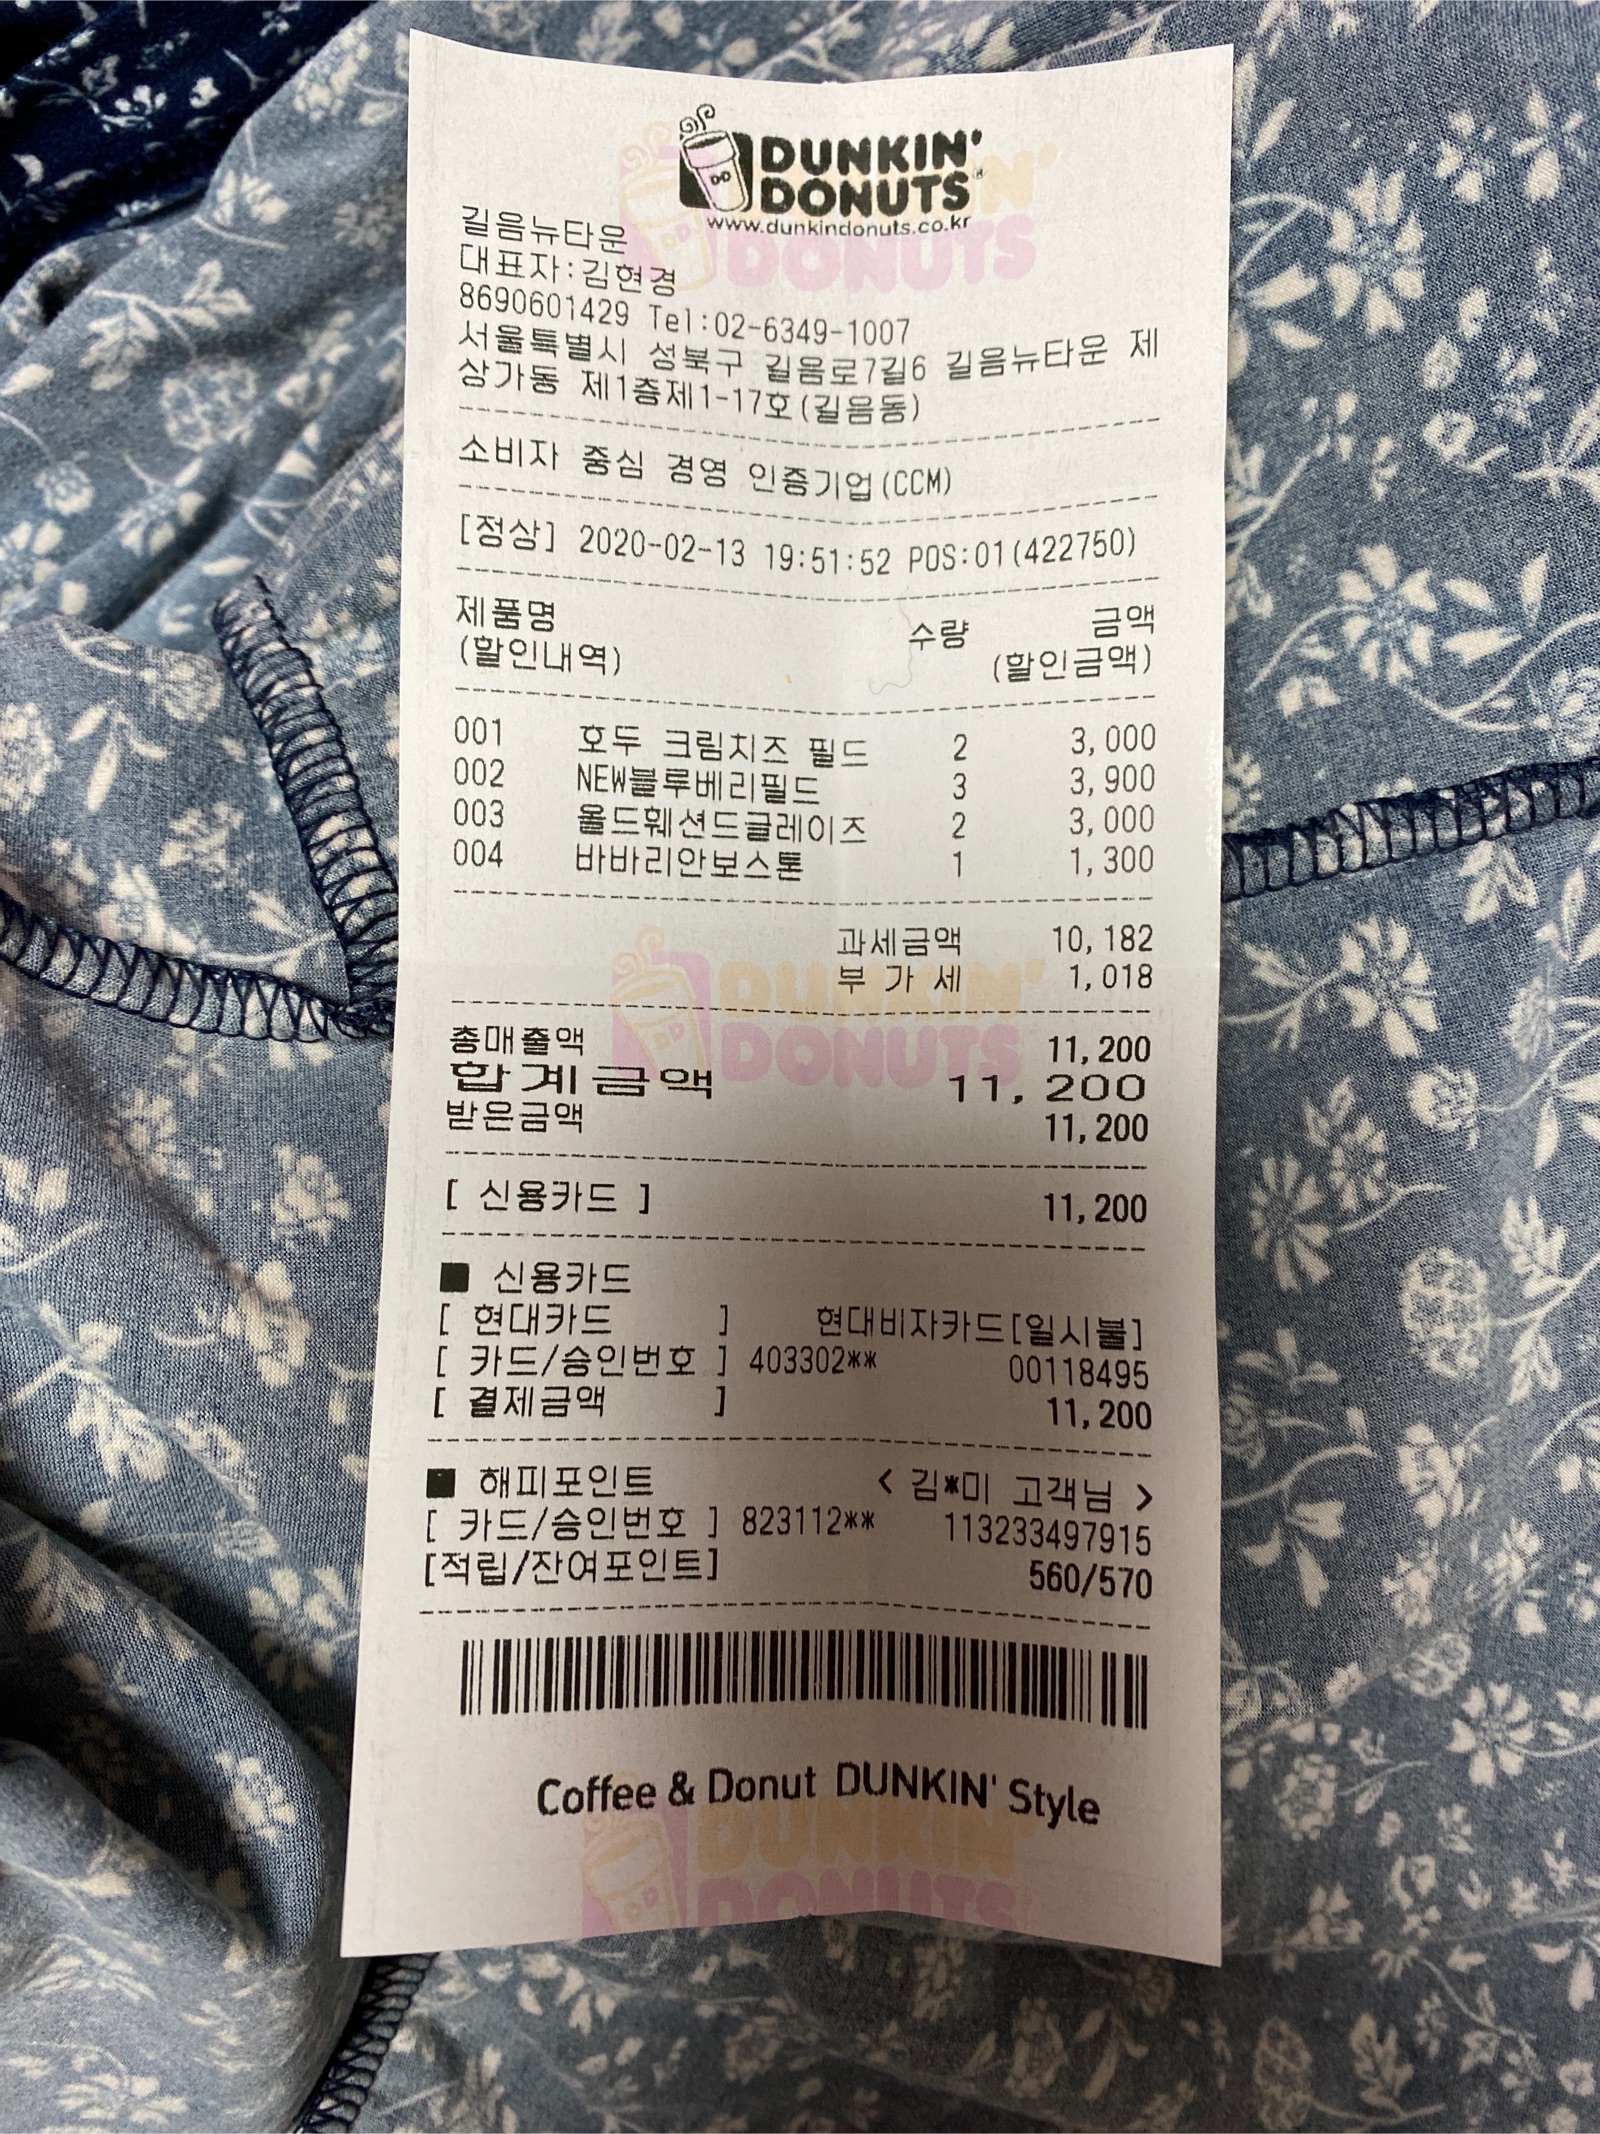 DUNKIN'
DONUTS
www.dunkindonuts.co.kr
길음뉴타운
대표자:김현경
8690601429 Tel:02-6349-1007
서울특별시 성북구 길음로7길6 길음뉴타운 제
상가동 제1층제1-17호(길음동)
소비자 중심 경영 인증기업(CCM)
[정상] 2020-02-13 19:51:52 POS:01(422750)
제품명 수량 금액
(할인내역) (할인금액)
001 호두 크림치즈 필드 2 3,000
002 NEW블루베리필드 3 3,900
003 올드훼션드글레이즈 2 3,000
004 바바리안보스톤 1 1,300
과세금액 10,182
부 가 세 1,018
총매출액 11,200
합계금액 11,200
받은금액 11,200
[ 신용카드 ] 11,200
■ 신용카드
[ 현대카드 ] 현대비자카드[일시불]
[ 카드/승인번호 ] 403302** 00118495
[ 결제금액 ] 11,200
■ 해피포인트 < 김*미 고객님 >
[ 카드/승인번호 ] 823112** 113233497915
[적립/잔여포인트] 560/570
Coffee & Donut DUNKIN' Style
DUNKIN'
DONUTS